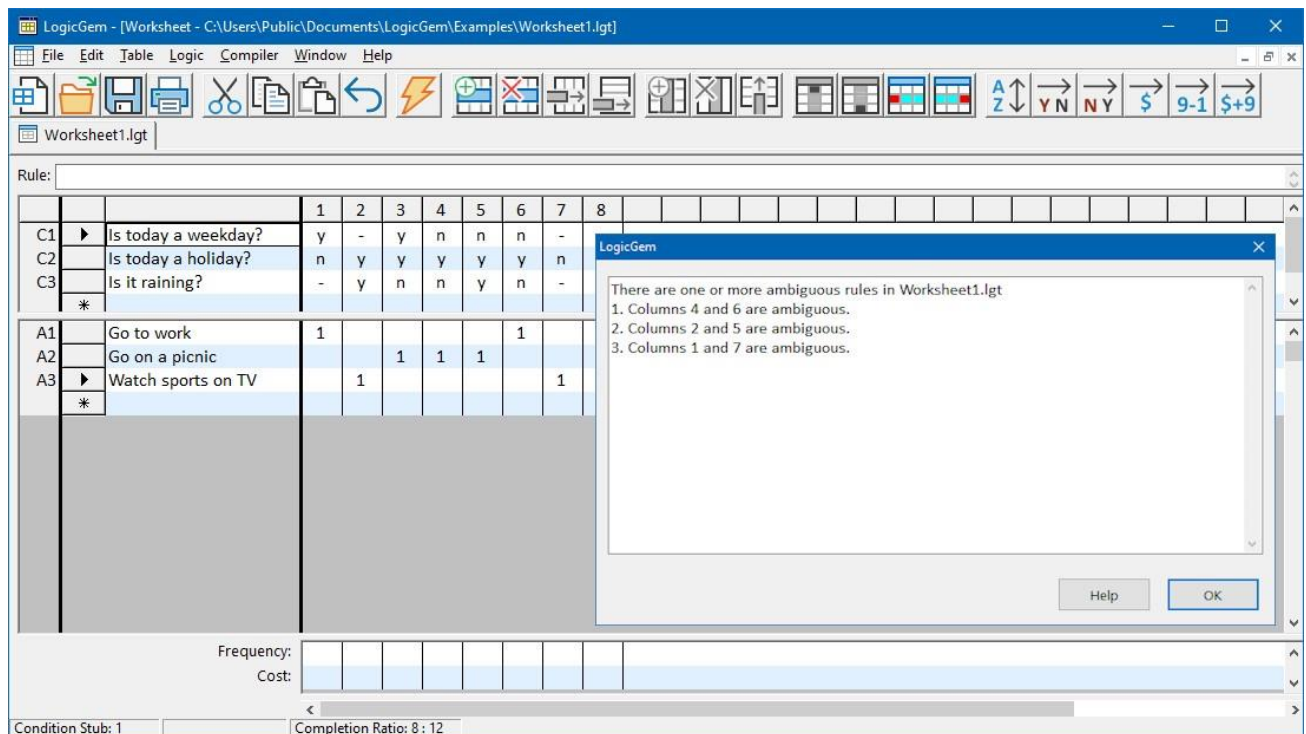 LogicGem - [Worksheet - C:\Users\Public\Documents\LogicGem\Examples\Worksheet1.lgt]
File Edit Table Logic Compiler Window Help
A Z Y N N Y $ 9-1 $+9
Worksheet1.lgt
Rule:
1 2 3 4 5 6 7 8
C1 Is today a weekday? y - y n n n -
C2 Is today a holiday? n y y y y y n
C3 Is it raining? - y n n y n -
*
A1 Go to work 1 1
A2 Go on a picnic 1 1 1
A3 Watch sports on TV 1 1
*
LogicGem
There are one or more ambiguous rules in Worksheet1.lgt
1. Columns 4 and 6 are ambiguous.
2. Columns 2 and 5 are ambiguous.
3. Columns 1 and 7 are ambiguous.
Help OK
Frequency:
Cost:
Condition Stub: 1 Completion Ratio: 8 : 12